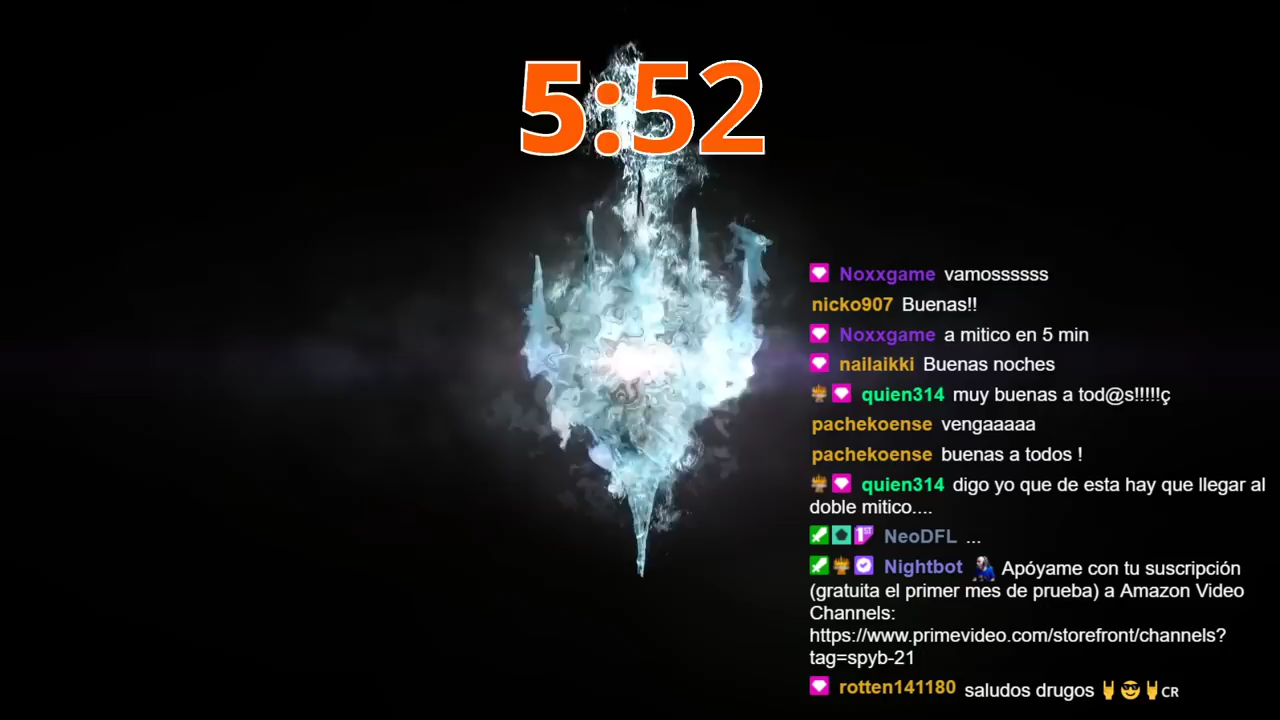 5:52
Noxxgame vamossssss
nicko907 Buenas!!
Noxxgame a mitico en 5 min
nailaikki Buenas noches
quien314 muy buenas a tod@s!!!!!ç
pachekoense vengaaaaa
pachekoense buenas a todos !
quien314 digo yo que de esta hay que llegar al
doble mitico....
1ST NeoDFL ...
Nightbot Apóyame con tu suscripción
(gratuita el primer mes de prueba) a Amazon Video
Channels:
https://www.primevideo.com/storefront/channels?
tag=spyb-21
rotten141180 saludos drugos 🤘😎🤘CR